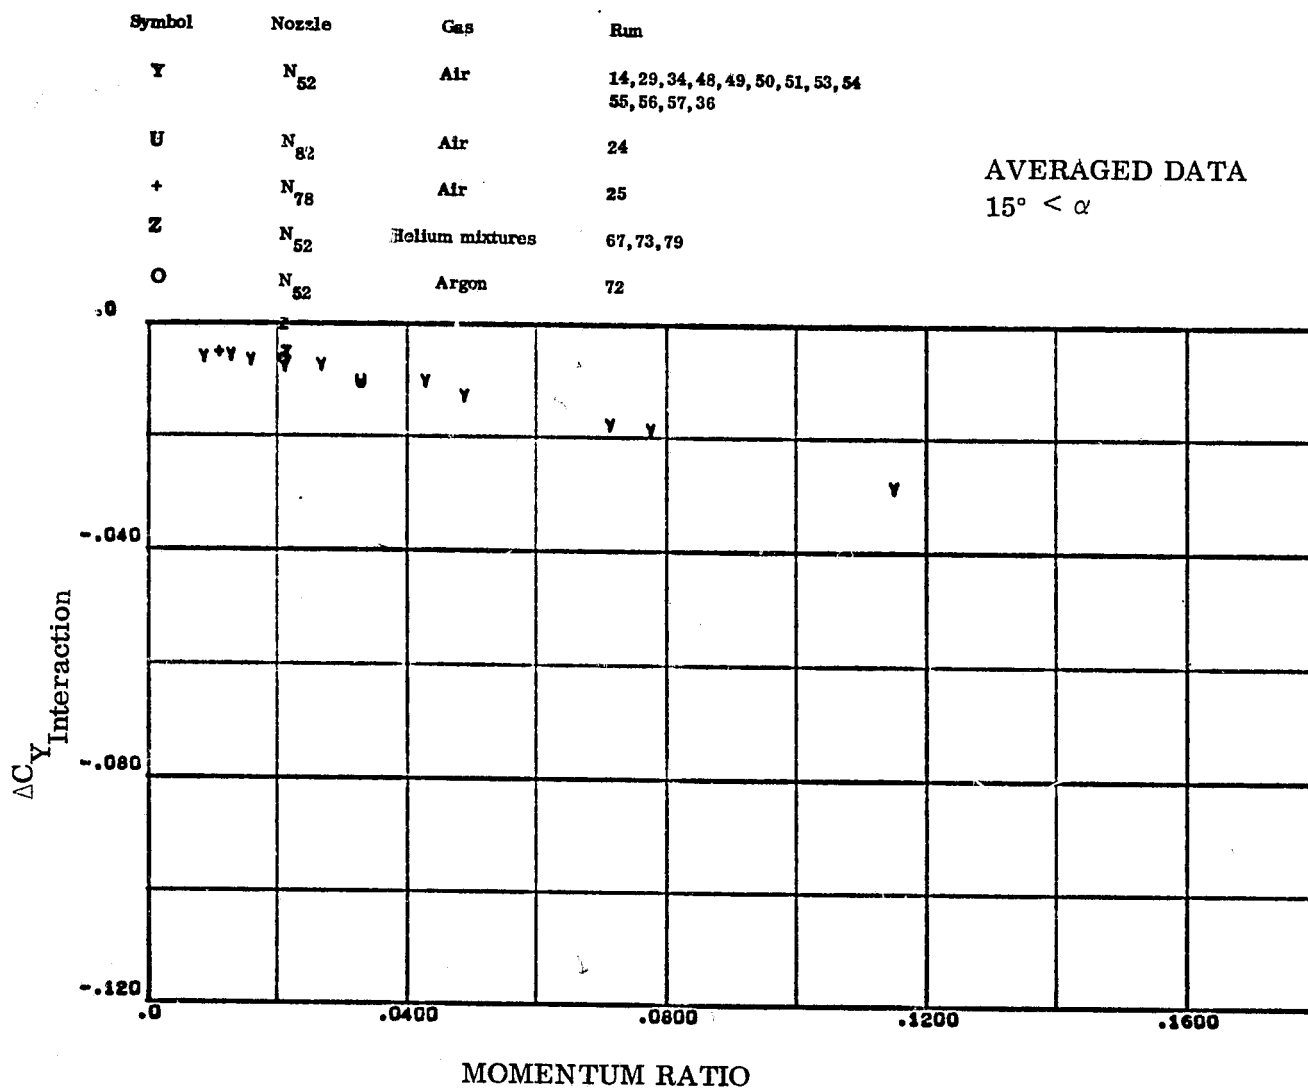 Symbol Nozzle Gas Run
Y N52 Air 14,29,34,48,49,50,51,53,54
55,56,57,36
U N82 Air 24
+ N78 Air 25
Z N52 Helium mixtures 67,73,79
O N52 Argon 72
AVERAGED DATA
15° < α
.0
-.040
-.080
-.120
ΔCY Interaction
.0 .0400 .0800 .1200 .1600
MOMENTUM RATIO